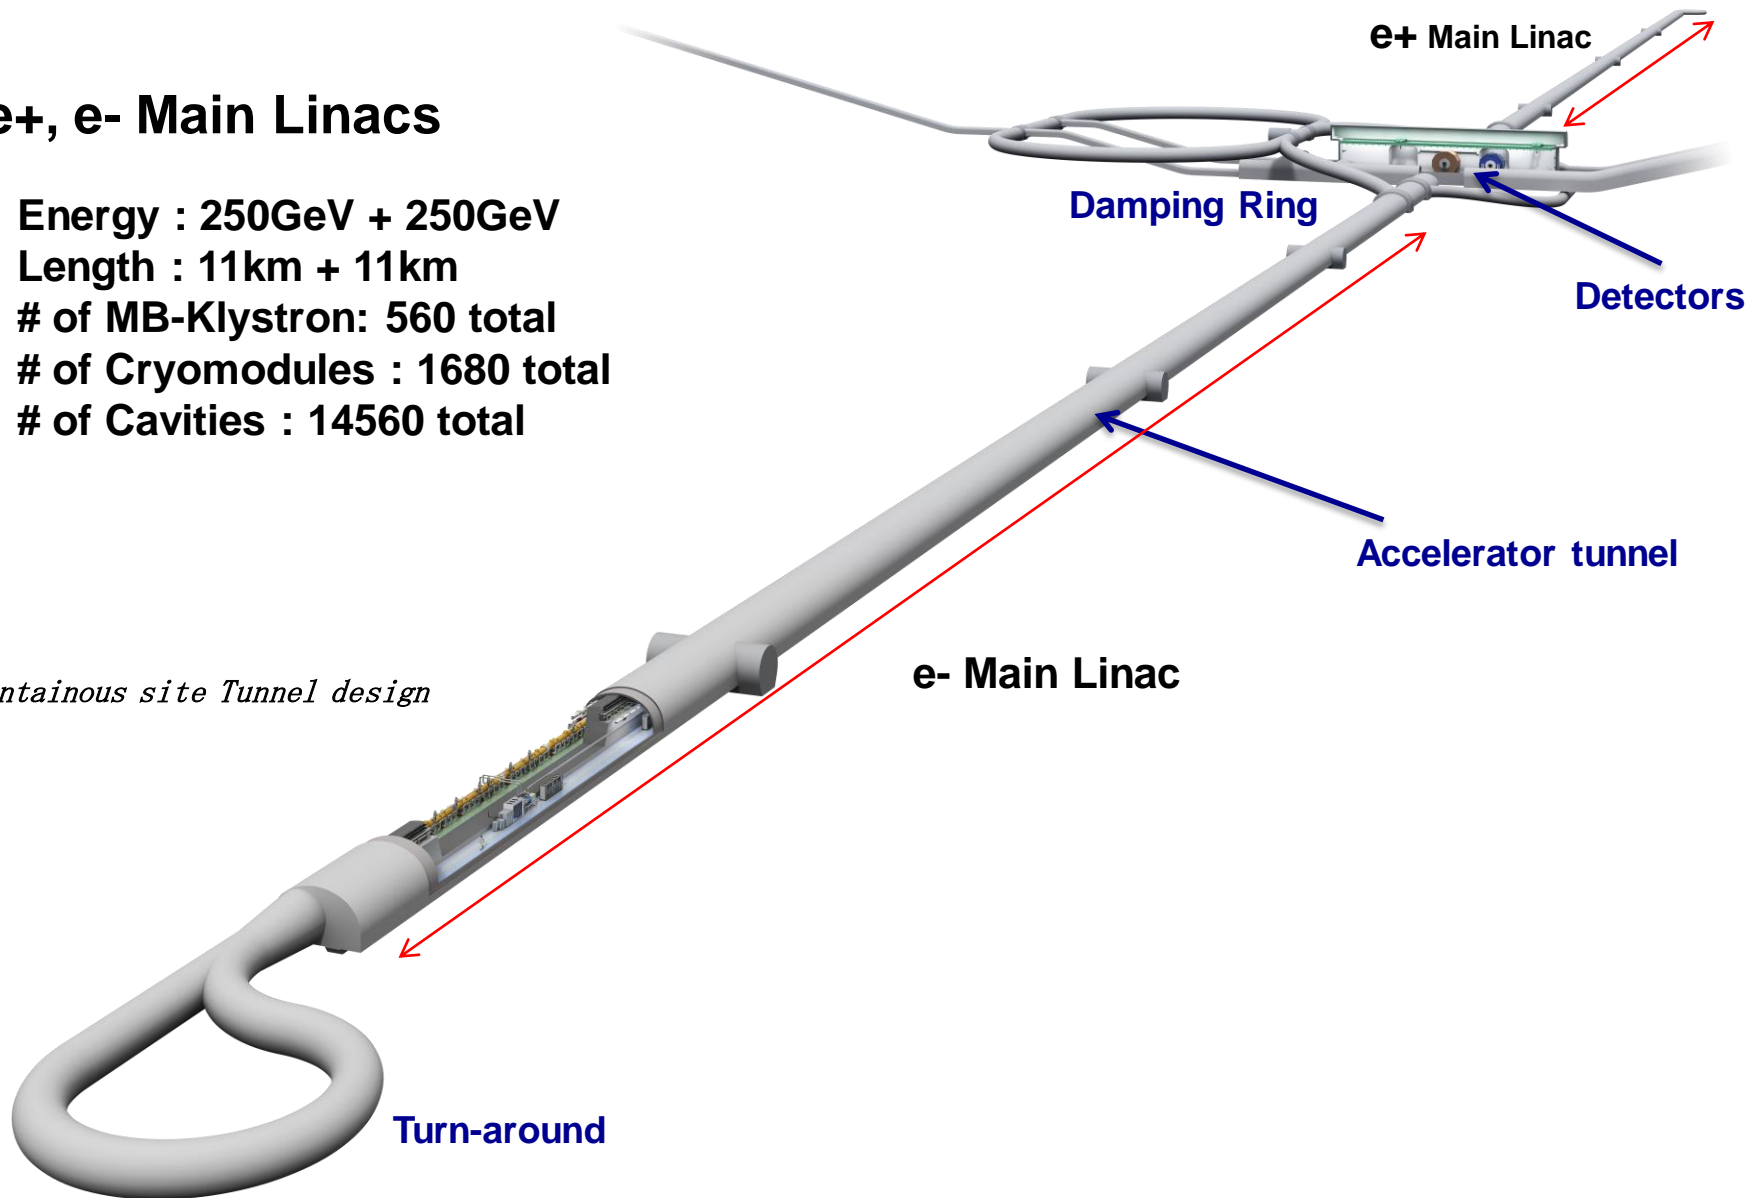 e+ Main Linac
e+, e- Main Linacs
Energy : 250GeV + 250GeV
Length : 11km + 11km
# of MB-Klystron: 560 total
# of Cryomodules : 1680 total
# of Cavities : 14560 total
Damping Ring
Detectors
Accelerator tunnel
e- Main Linac
ntainous site Tunnel design
Turn-around